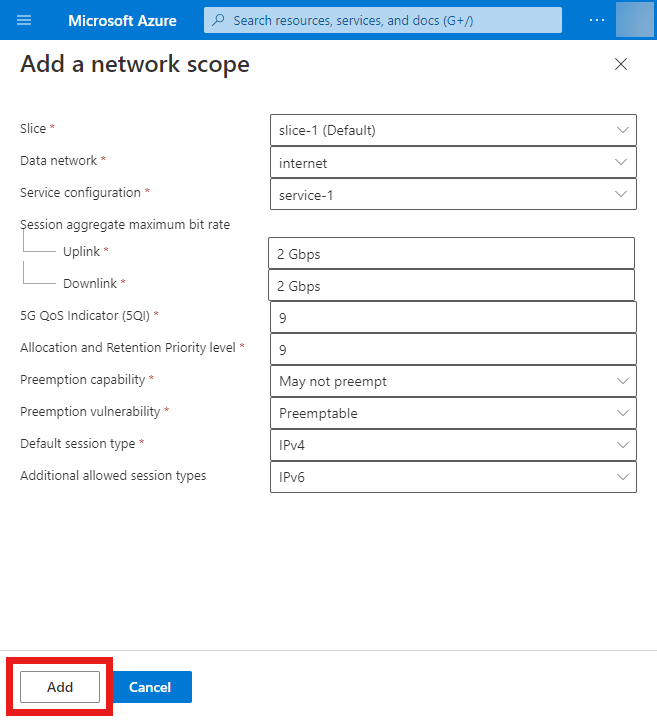 Microsoft Azure
Search resources, services, and docs (G+/)
...
Add a network scope
Slice * slice-1 (Default)
Data network * internet
Service configuration * service-1
Session aggregate maximum bit rate
Uplink * 2 Gbps
Downlink * 2 Gbps
5G QoS Indicator (5QI) * 9
Allocation and Retention Priority level * 9
Preemption capability * May not preempt
Preemption vulnerability * Preemptable
Default session type * IPv4
Additional allowed session types IPv6
Add Cancel